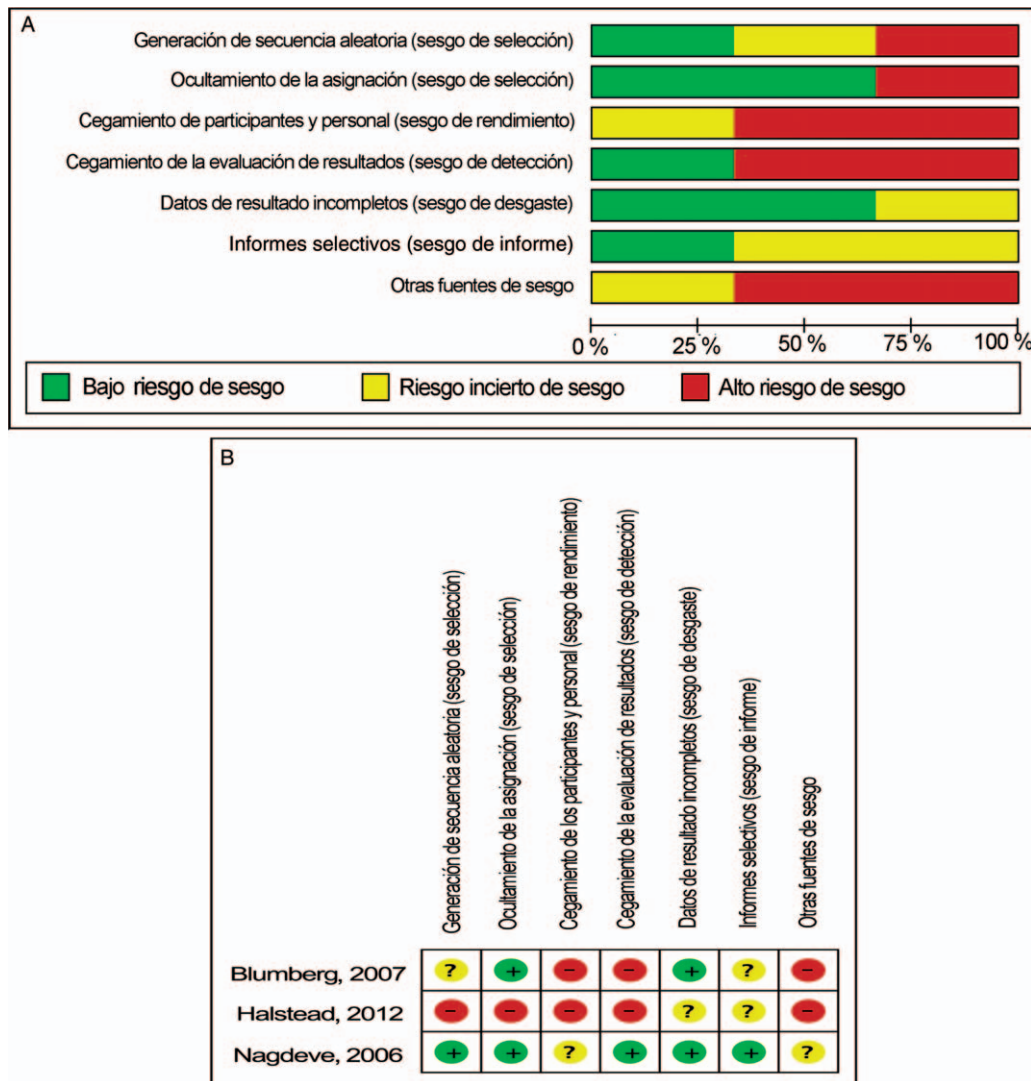 A
Generación de secuencia aleatoria (sesgo de selección)
Ocultamiento de la asignación (sesgo de selección)
Cegamiento de participantes y personal (sesgo de rendimiento)
Cegamiento de la evaluación de resultados (sesgo de detección)
Datos de resultado incompletos (sesgo de desgaste)
Informes selectivos (sesgo de informe)
Otras fuentes de sesgo
0 % 25 % 50 % 75 % 100 %
Bajo riesgo de sesgo Riesgo incierto de sesgo Alto riesgo de sesgo
B
Generación de secuencia aleatoria (sesgo de selección)
Ocultamiento de la asignación (sesgo de selección)
Cegamiento de los participantes y personal (sesgo de rendimiento)
Cegamiento de la evaluación de resultados (sesgo de detección)
Datos de resultado incompletos (sesgo de desgaste)
Informes selectivos (sesgo de informe)
Otras fuentes de sesgo
Blumberg, 2007 ? + − − + ? −
Halstead, 2012 − − − − ? ? −
Nagdeve, 2006 + + ? + + + ?